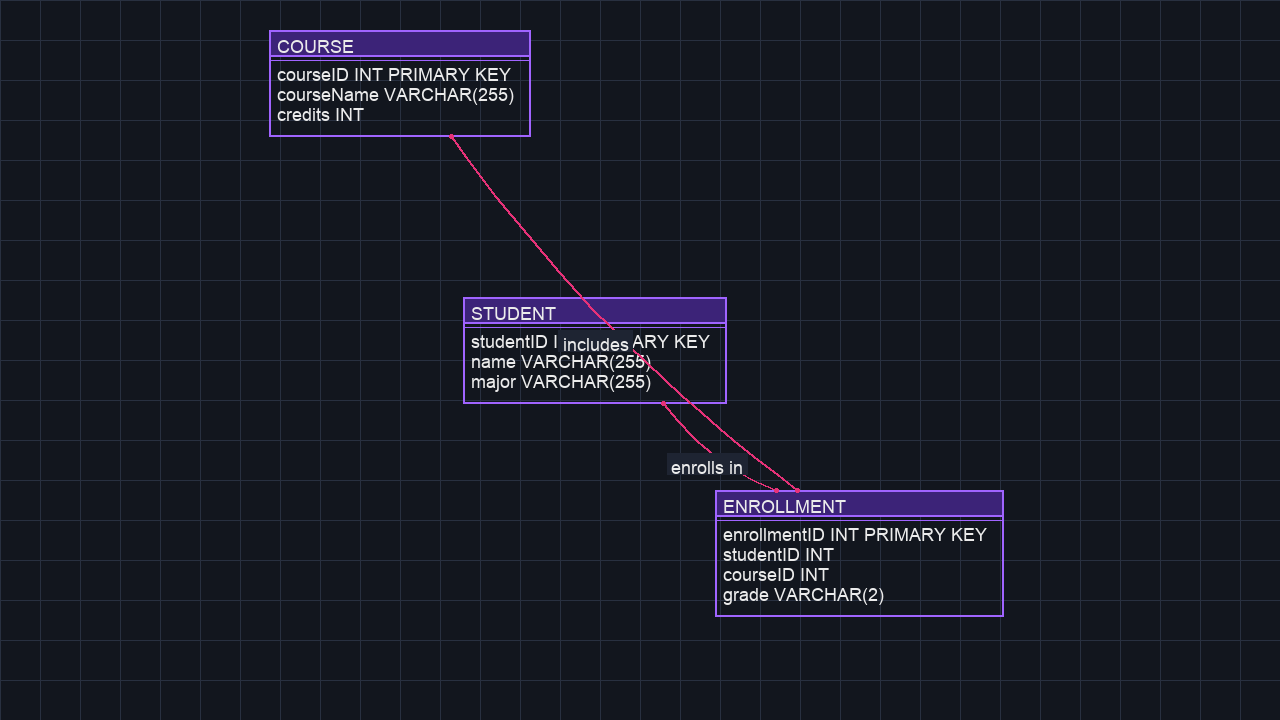 COURSE
courseID INT PRIMARY KEY
courseName VARCHAR(255)
credits INT
STUDENT
studentID ARY KEY
includes
name VARCHAR(255)
major VARCHAR(255)
enrolls in
ENROLLMENT
enrollmentID INT PRIMARY KEY
studentID INT
courseID INT
grade VARCHAR(2)